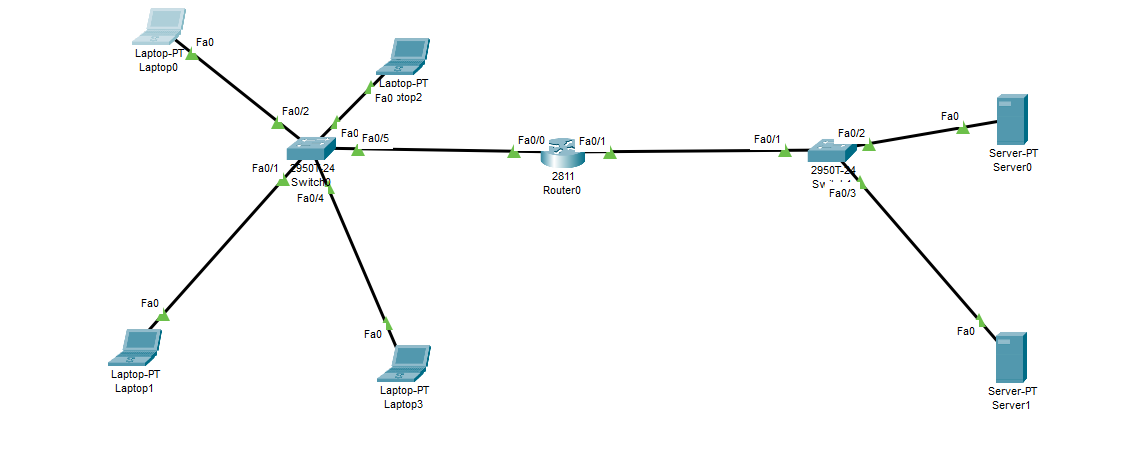 Fa0
Laptop-PT
Laptop0
Laptop-PT
Fa0
Fa0/2
Fa0/5
Fa0/1
2950T-24
Fa0/4
Fa0/0
Fa0/1
2811
Router0
Fa0/1
Fa0/2
2950T-24
Fa0/3
Fa0
Server-PT
Server0
Fa0
Laptop-PT
Laptop1
Fa0
Laptop-PT
Laptop3
Fa0
Server-PT
Server1